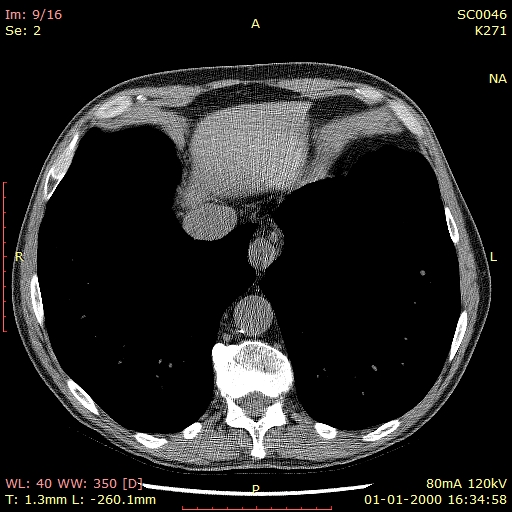 Im: 9/16
Se: 2
A
SC0046
K271
NA
R
L
WL: 40 WW: 350 [D]
T: 1.3mm L: -260.1mm
P
80mA 120kV
01-01-2000 16:34:58